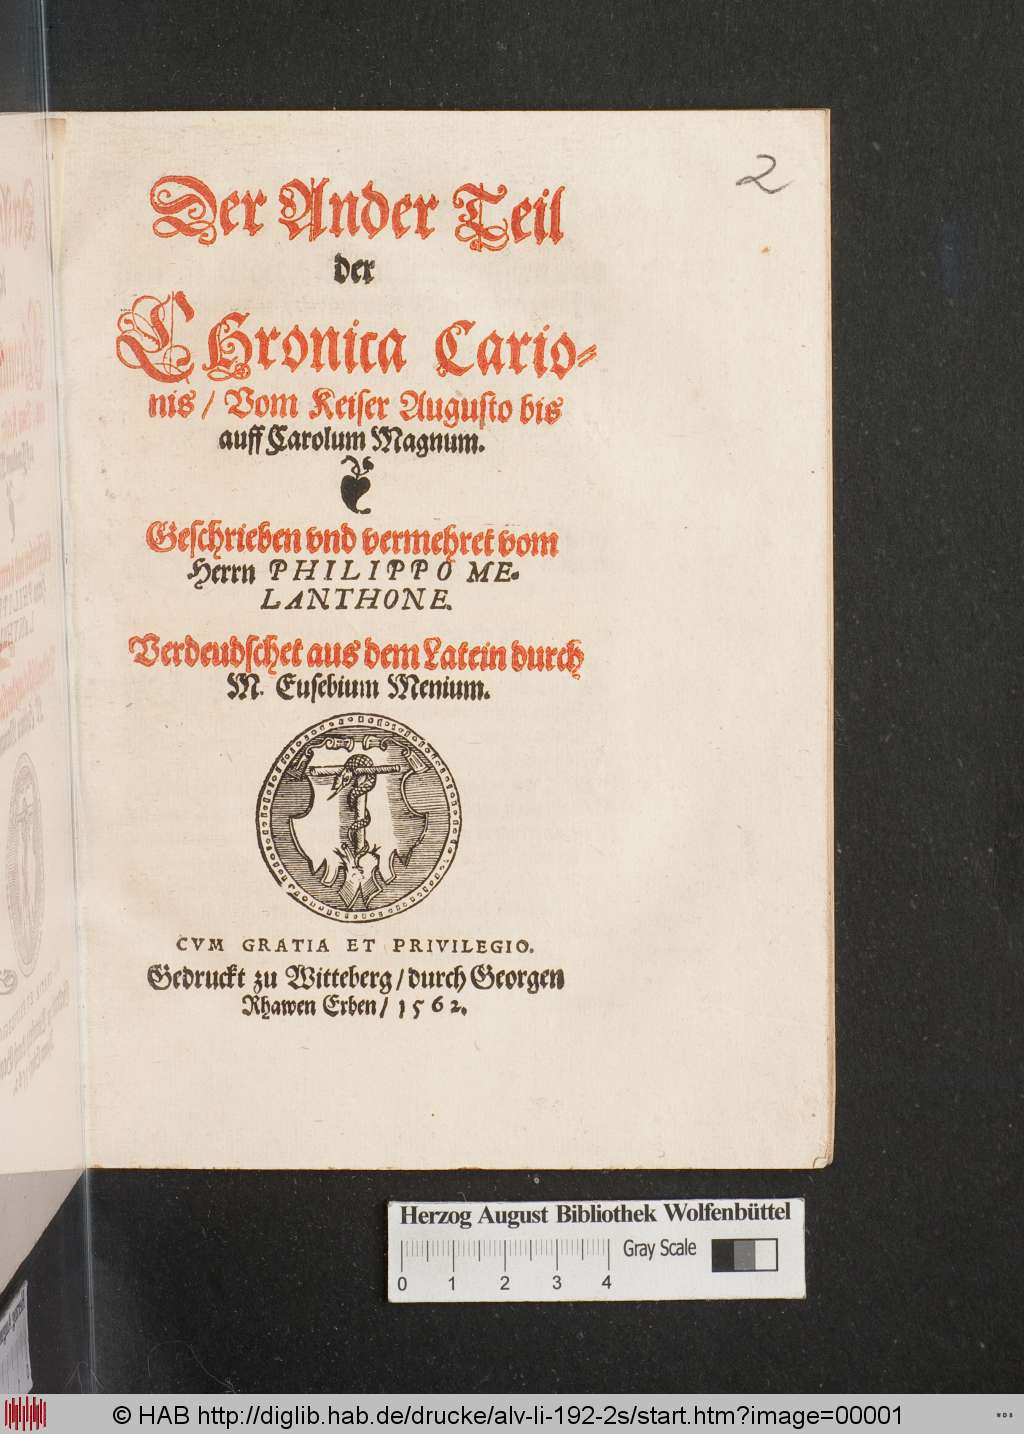 2
Der Ander Teil
der
CHronica Cario-
nis / Vom Keiser Augusto bis
auff Carolum Magnum.
Geschrieben vnd vermehret vom
Herrn PHILIPPO ME-
LANTHONE.
Verdeudschet aus dem Latein durch
M. Eusebium Menium.
CVM GRATIA ET PRIVILEGIO.
Gedruckt zu Witteberg / durch Georgen
Rhawen Erben / 1562.
Herzog August Bibliothek Wolfenbüttel
Gray Scale
0 1 2 3 4
© HAB http://diglib.hab.de/drucke/alv-li-192-2s/start.htm?image=00001